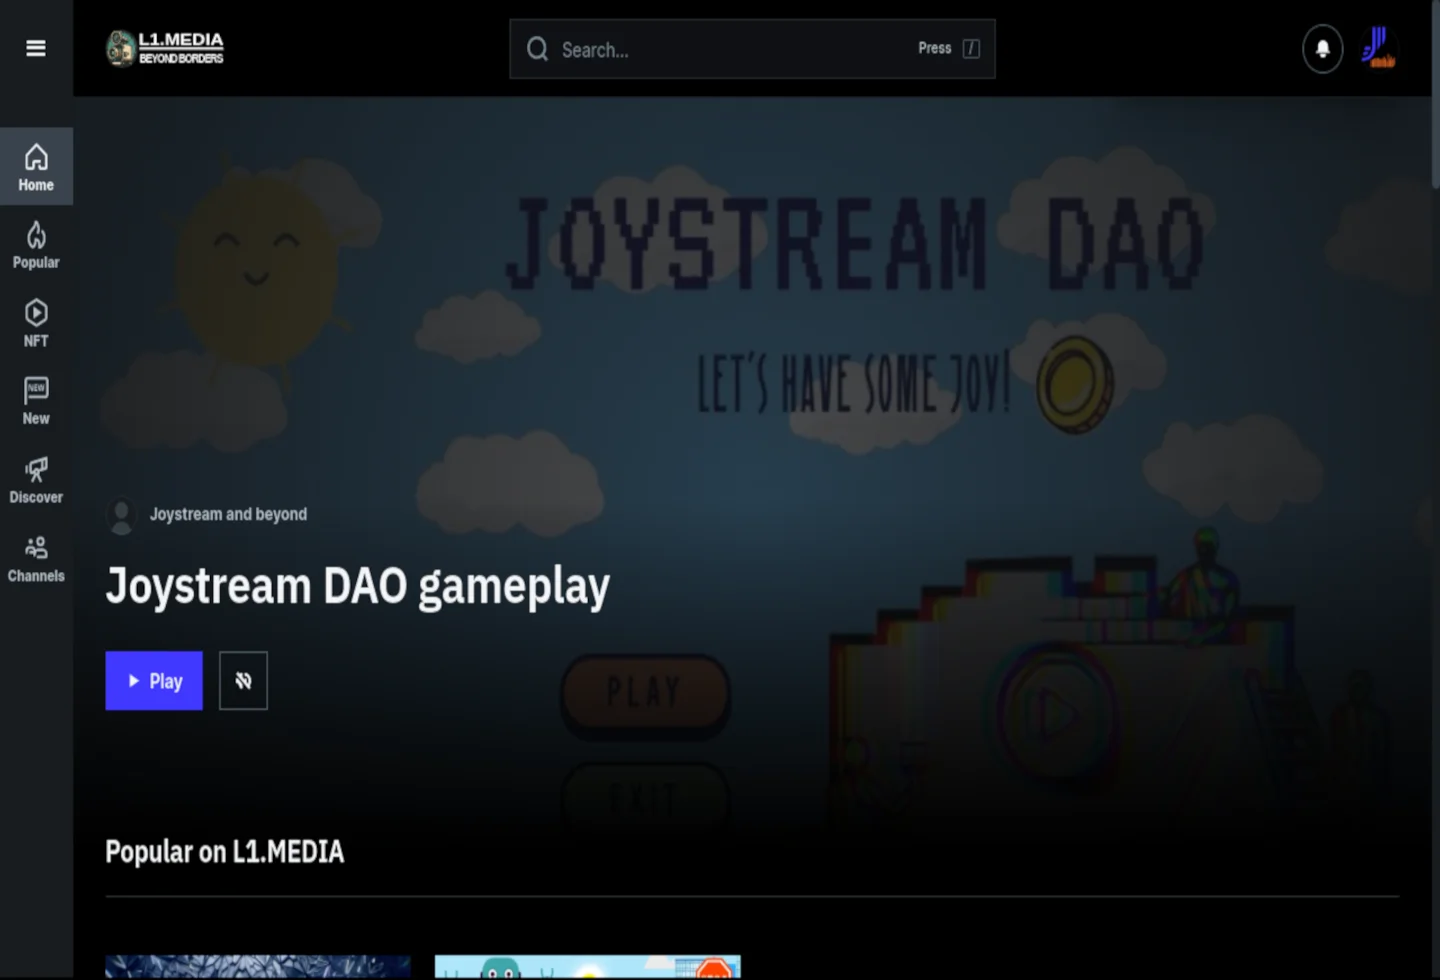 L1.MEDIA
BEYOND BORDERS
Search...
Press /
Home
Popular
NFT
NEW
New
Discover
Channels
JOYSTREAM DAO
LET'S HAVE SOME JOY!
Joystream and beyond
Joystream DAO gameplay
Play
PLAY
EXIT
Popular on L1.MEDIA